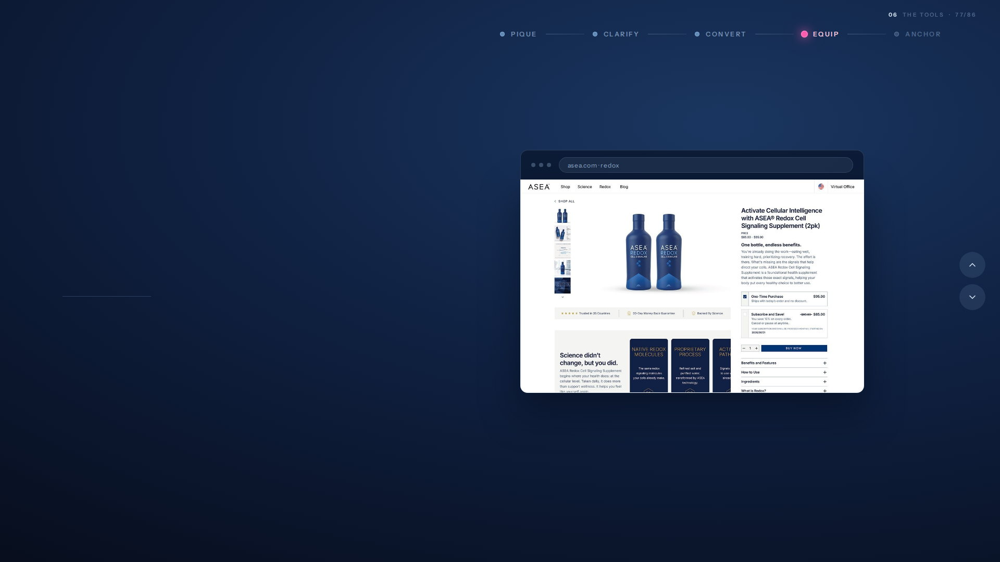 06 THE TOOLS · 77/86
PIQUE
CLARIFY
CONVERT
EQUIP
ANCHOR
asea.com·redox
ASEA
Shop
Science
Redox
Blog
Virtual Office
SHOP ALL
ASEA
REDOX
CELL SIGNALING
ASEA
REDOX
CELL SIGNALING
★★★★★ Trusted in 35 Countries
30-Day Money Back Guarantee
Backed By Science
Science didn't
change, but you did.
ASEA Redox Cell Signaling Supplement
begins where your health does: at the
cellular level. Taken daily, it does more
than support wellness. It helps you feel
like yourself again.
NATIVE REDOX
MOLECULES
The same redox
signaling molecules
your cells already make.
PROPRIETARY
PROCESS
Refined salt and
purified water,
transformed by ASEA
technology.
ACTI
PATH
Signals
to use
alrea
Activate Cellular Intelligence
with ASEA® Redox Cell
Signaling Supplement (2pk)
PRICE
$85.00 - $95.00
One bottle, endless benefits.
You're already doing the work—eating well,
training hard, prioritizing recovery. The effort is
there. What's missing are the signals that help
direct your cells. ASEA Redox Cell Signaling
Supplement is a foundational health supplement
that activates those exact signals, helping your
body put every healthy choice to better use.
One-Time Purchase $95.00
Ships with today's order and no discount.
Subscribe and Save! $95.00 $85.00
You save 10% on every order.
Cancel or pause at anytime.
YOUR SUBSCRIPTION ORDER WILL BE PROCESSED MONTHLY, STARTING ON
2026/06/21
− 1 + BUY NOW
Benefits and Features +
How to Use +
Ingredients +
What is Redox? +